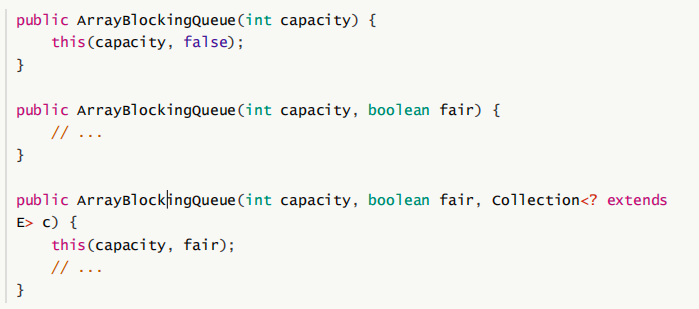 public ArrayBlockingQueue(int capacity) {
    this(capacity, false);
}

public ArrayBlockingQueue(int capacity, boolean fair) {
    // ...
}

public ArrayBlockingQueue(int capacity, boolean fair, Collection<? extends
E> c) {
    this(capacity, fair);
    // ...
}